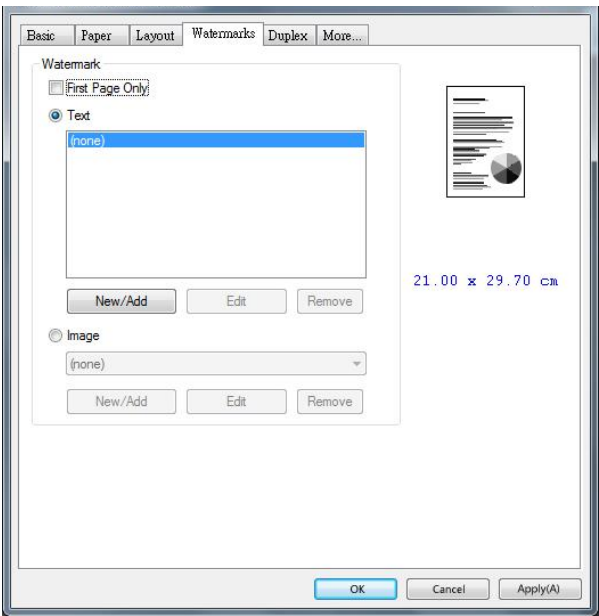 Basic Paper Layout Watermarks Duplex More...
Watermark
First Page Only
Text
(none)
21.00 x 29.70 cm
New/Add Edit Remove
Image
(none)
New/Add Edit Remove
OK Cancel Apply(A)